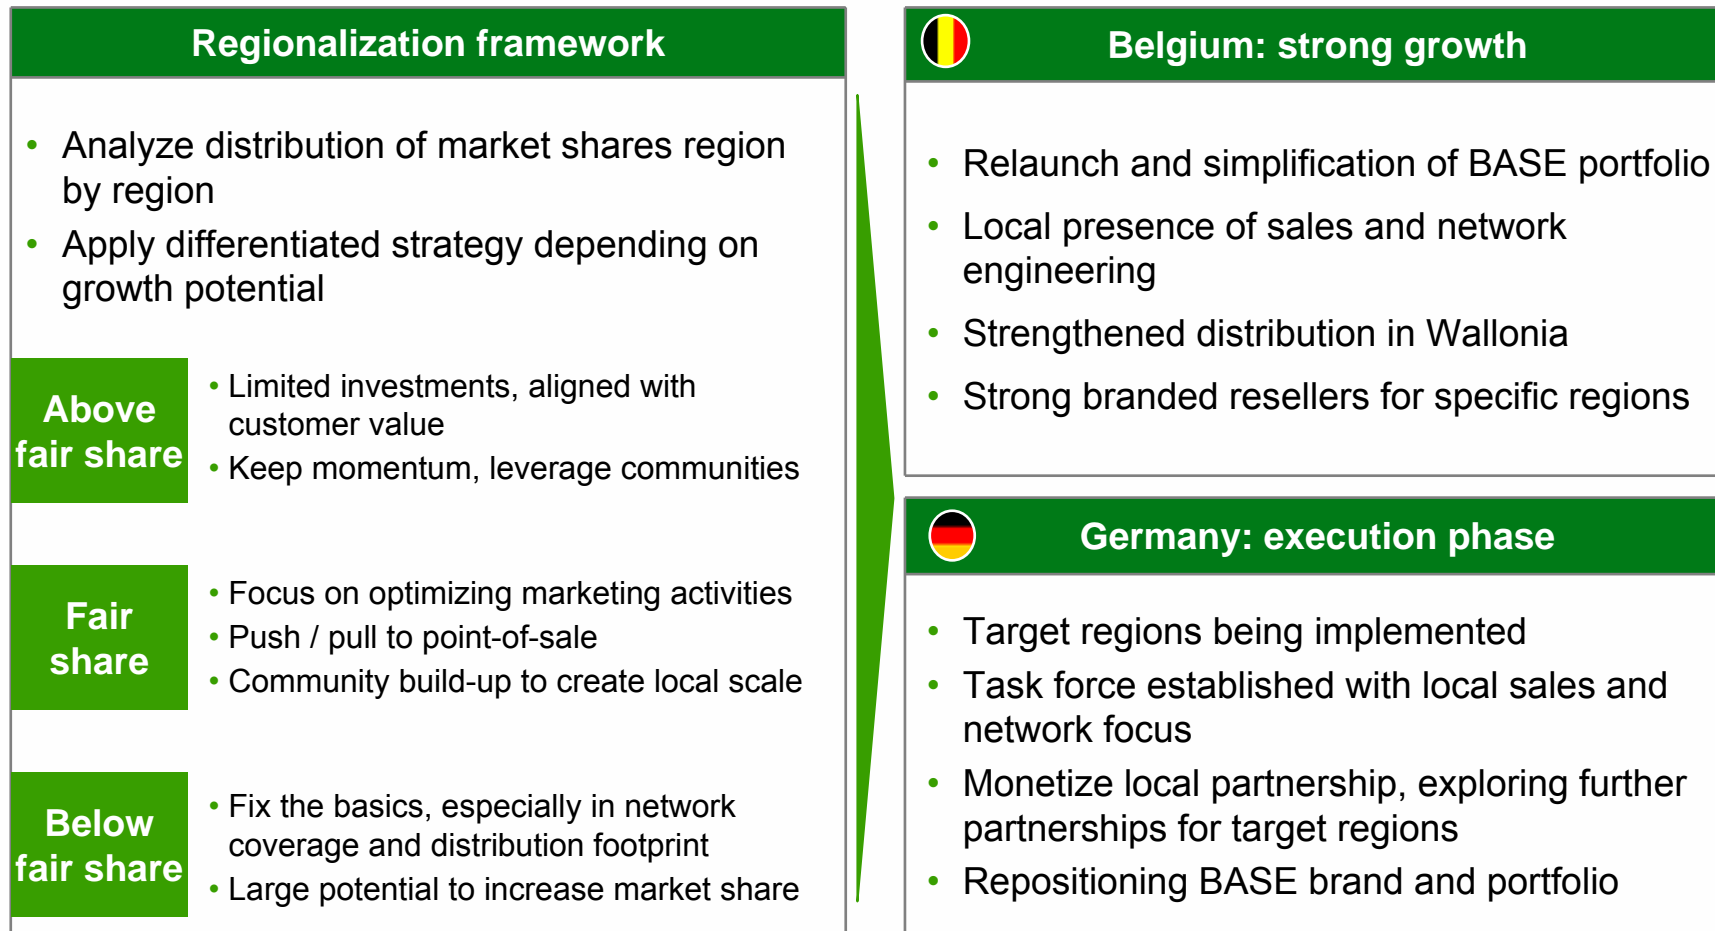 Regionalization framework
• Analyze distribution of market shares region
by region
• Apply differentiated strategy depending on
growth potential
Above
fair share
• Limited investments, aligned with
customer value
• Keep momentum, leverage communities
Fair
share
• Focus on optimizing marketing activities
• Push / pull to point-of-sale
• Community build-up to create local scale
Below
fair share
• Fix the basics, especially in network
coverage and distribution footprint
• Large potential to increase market share
Belgium: strong growth
• Relaunch and simplification of BASE portfolio
• Local presence of sales and network
engineering
• Strengthened distribution in Wallonia
• Strong branded resellers for specific regions
Germany: execution phase
• Target regions being implemented
• Task force established with local sales and
network focus
• Monetize local partnership, exploring further
partnerships for target regions
• Repositioning BASE brand and portfolio